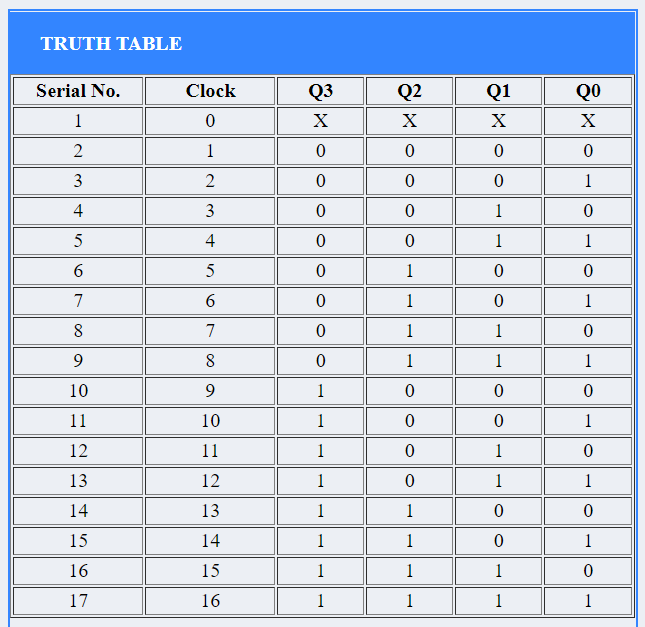 TRUTH TABLE
Serial No. Clock Q3 Q2 Q1 Q0
1 0 X X X X
2 1 0 0 0 0
3 2 0 0 0 1
4 3 0 0 1 0
5 4 0 0 1 1
6 5 0 1 0 0
7 6 0 1 0 1
8 7 0 1 1 0
9 8 0 1 1 1
10 9 1 0 0 0
11 10 1 0 0 1
12 11 1 0 1 0
13 12 1 0 1 1
14 13 1 1 0 0
15 14 1 1 0 1
16 15 1 1 1 0
17 16 1 1 1 1